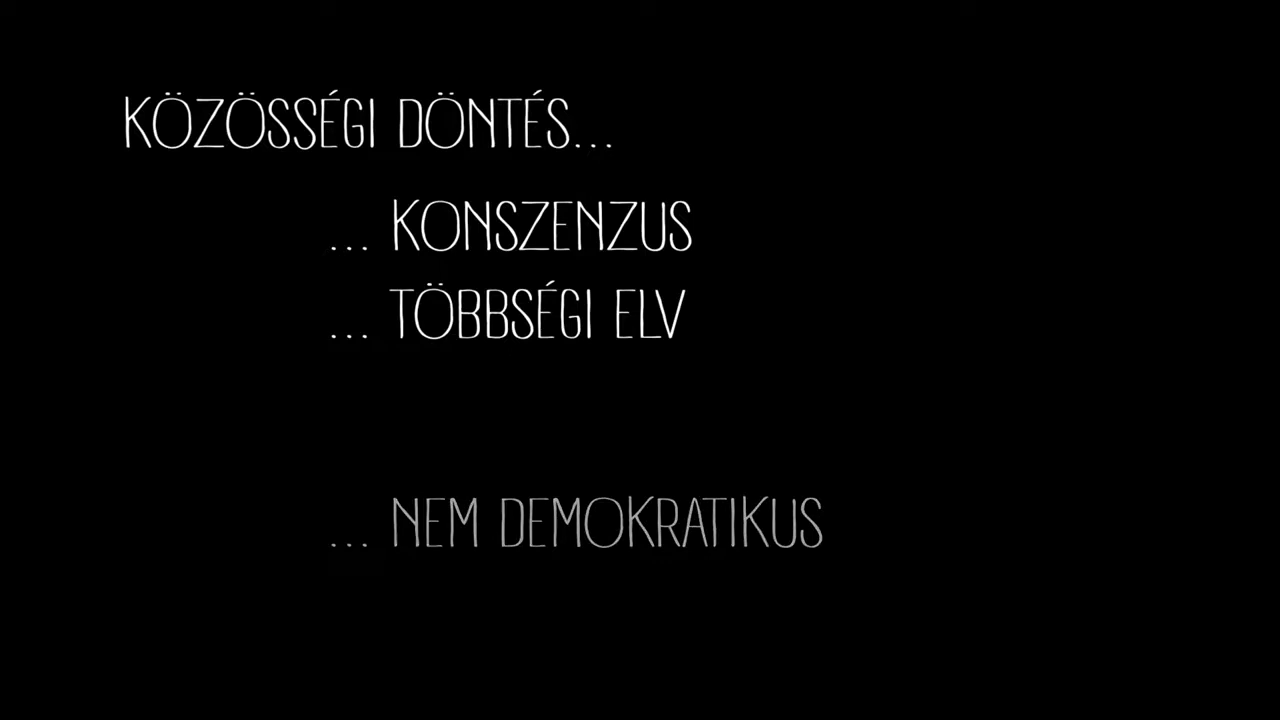 KÖZÖSSÉGI DÖNTÉS...
... KONSZENZUS
... TÖBBSÉGI ELV
... NEM DEMOKRATIKUS